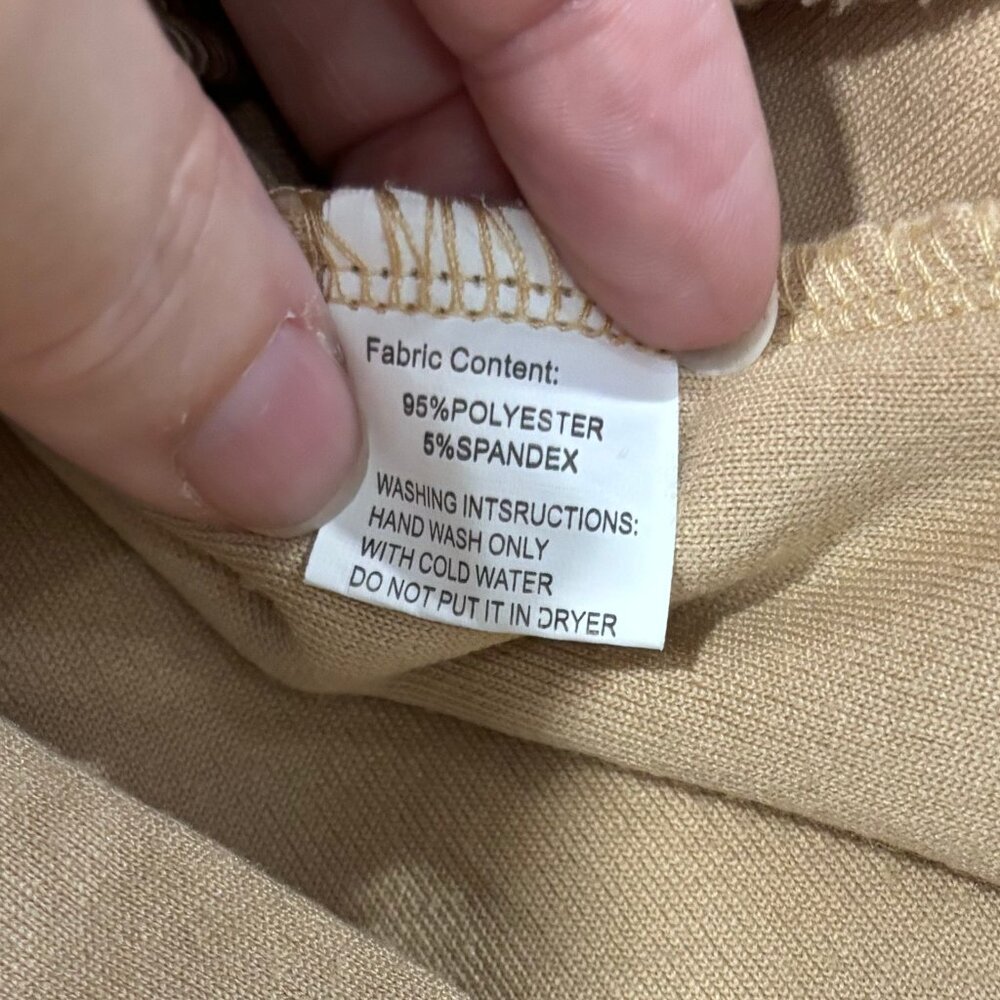 Fabric Content:
95%POLYESTER
5%SPANDEX
WASHING INTSRUCTIONS:
HAND WASH ONLY
WITH COLD WATER
DO NOT PUT IT IN DRYER